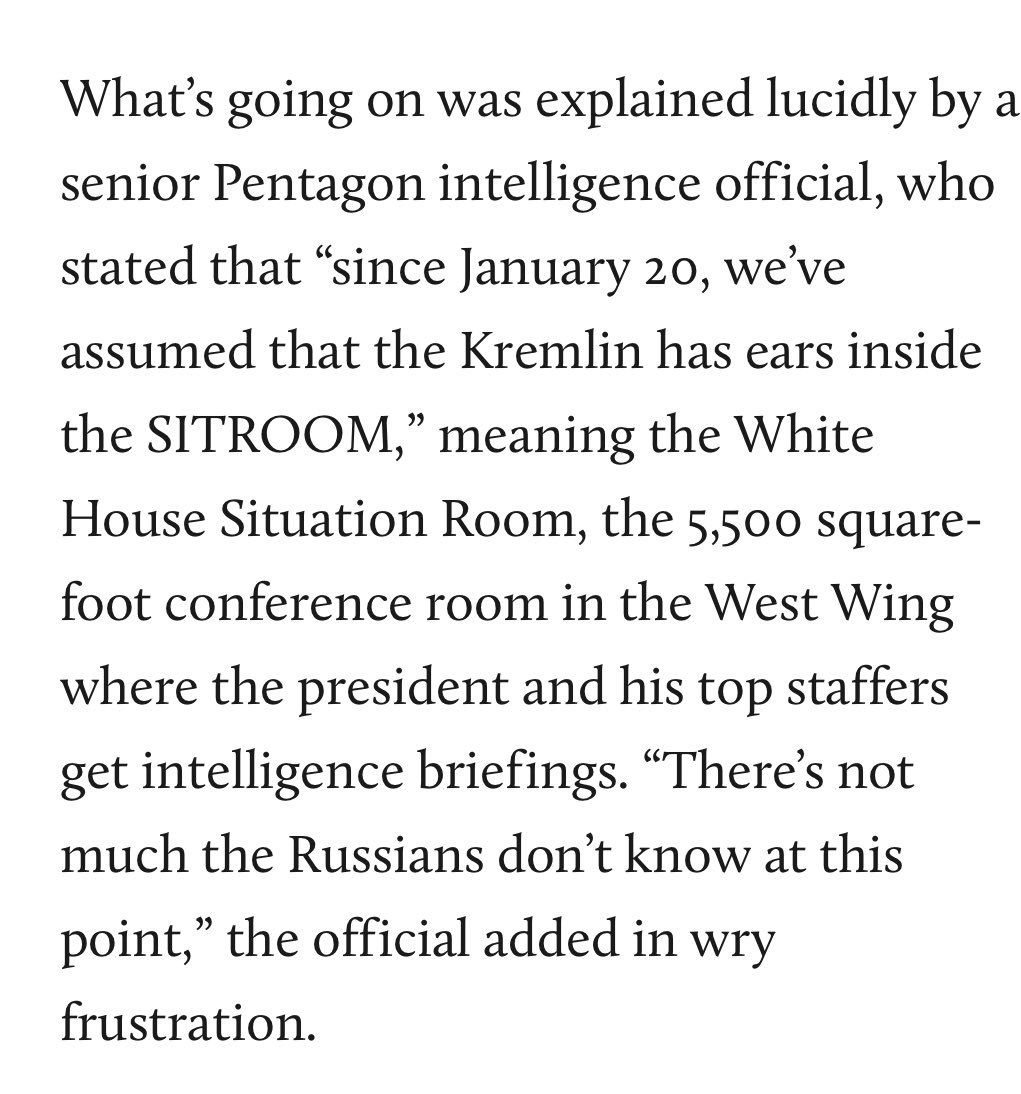 What’s going on was explained lucidly by a
senior Pentagon intelligence official, who
stated that “since January 20, we’ve
assumed that the Kremlin has ears inside
the SITROOM,” meaning the White
House Situation Room, the 5,500 square-
foot conference room in the West Wing
where the president and his top staffers
get intelligence briefings. “There’s not
much the Russians don’t know at this
point,” the official added in wry
frustration.